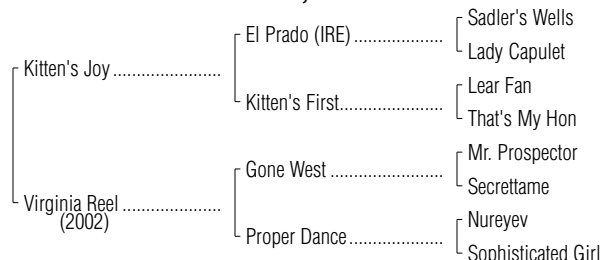 Sadler's Wells
El Prado (IRE) ....................
Lady Capulet
Kitten's Joy ........................
Lear Fan
Kitten's First.......................
That's My Hon
Mr. Prospector
Gone West .........................
Secrettame
Virginia Reel ......................
(2002)
Nureyev
Proper Dance.....................
Sophisticated Girl